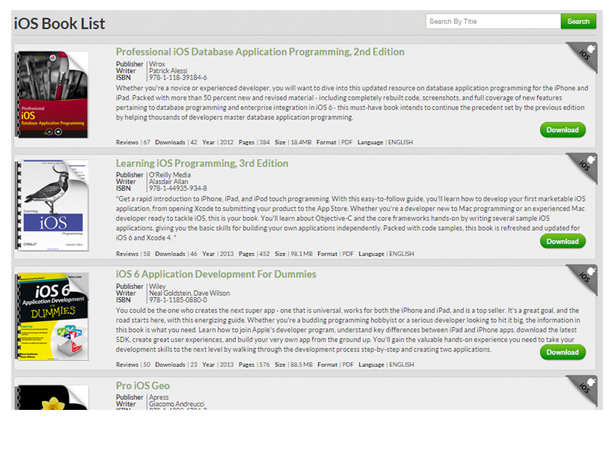 iOS Book List
Search By Title
Search
iOS
Professional iOS Database Application Programming, 2nd Edition
Publisher | Wrox
Writer | Patrick Alessi
ISBN | 978-1-118-39184-6
Whether you're a novice or experienced developer, you will want to dive into this updated resource on database application programming for the iPhone and
iPad. Packed with more than 50 percent new and revised material - including completely rebuilt code, screenshots, and full coverage of new features
pertaining to database programming and enterprise integration in iOS 6 - this must-have book intends to continue the precedent set by the previous edition
by helping thousands of developers master database application programming.
Download
Reviews | 67 Downloads | 42 Year | 2012 Pages | 384 Size | 18.4MB Format | PDF Language | ENGLISH
Professional
iOS
Database Application Programming
iOS
Learning iOS Programming, 3rd Edition
Publisher | O'Reilly Media
Writer | Alasdair Allan
ISBN | 978-1-44935-934-8
"Get a rapid introduction to iPhone, iPad, and iPod touch programming. With this easy-to-follow guide, you'll learn how to develop your first marketable iOS
application, from opening Xcode to submitting your product to the App Store. Whether you're a developer new to Mac programming or an experienced Mac
developer ready to tackle iOS, this is your book. You'll learn about Objective-C and the core frameworks hands-on by writing several sample iOS
applications, giving you the basic skills for building your own applications independently. Packed with code samples, this book is refreshed and updated for
iOS 6 and Xcode 4. "
Download
Reviews | 58 Downloads | 46 Year | 2013 Pages | 452 Size | 98.1MB Format | PDF Language | ENGLISH
Learning
iOS
Programming
O'REILLY
iOS
iOS 6 Application Development For Dummies
Publisher | Wiley
Writer | Neal Goldstein, Dave Wilson
ISBN | 978-1-1185-0880-0
You could be the one who creates the next super app - one that is universal, works for both the iPhone and iPad, and is a top seller. It's a great goal, and the
road starts here, with this energizing guide. Whether you're a budding programming hobbyist or a serious developer looking to hit big, the information in
this book is what you need. Learn how to join Apple's developer program, understand key differences between iPad and iPhone apps, download the latest
SDK, create great user experiences, and build your very own app from the ground up. You'll gain the valuable hands-on experience you need to take your
development skills to the next level by walking through the development process step-by-step and creating two applications.
Download
Reviews | 50 Downloads | 23 Year | 2013 Pages | 576 Size | 88.5MB Format | PDF Language | ENGLISH
iOS 6
Application Development
FOR
DUMMIES
iOS
Pro iOS Geo
Publisher | Apress
Writer | Giacomo Andreucci